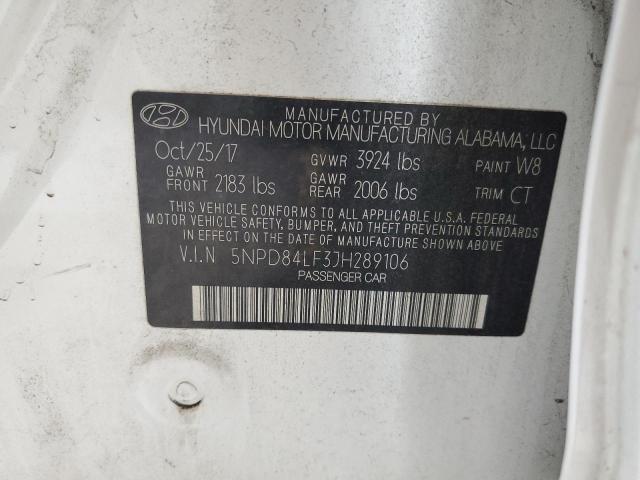 MANUFACTURED BY
HYUNDAI MOTOR MANUFACTURING ALABAMA, LLC
Oct/25/17 GVWR 3924 lbs PAINT W8
GAWR FRONT 2183 lbs GAWR REAR 2006 lbs TRIM CT
THIS VEHICLE CONFORMS TO ALL APPLICABLE U.S.A. FEDERAL
MOTOR VEHICLE SAFETY, BUMPER, AND THEFT PREVENTION STANDARDS
IN EFFECT ON THE DATE OF MANUFACTURE SHOWN ABOVE.
V.I.N 5NPD84LF3JH289106
PASSENGER CAR